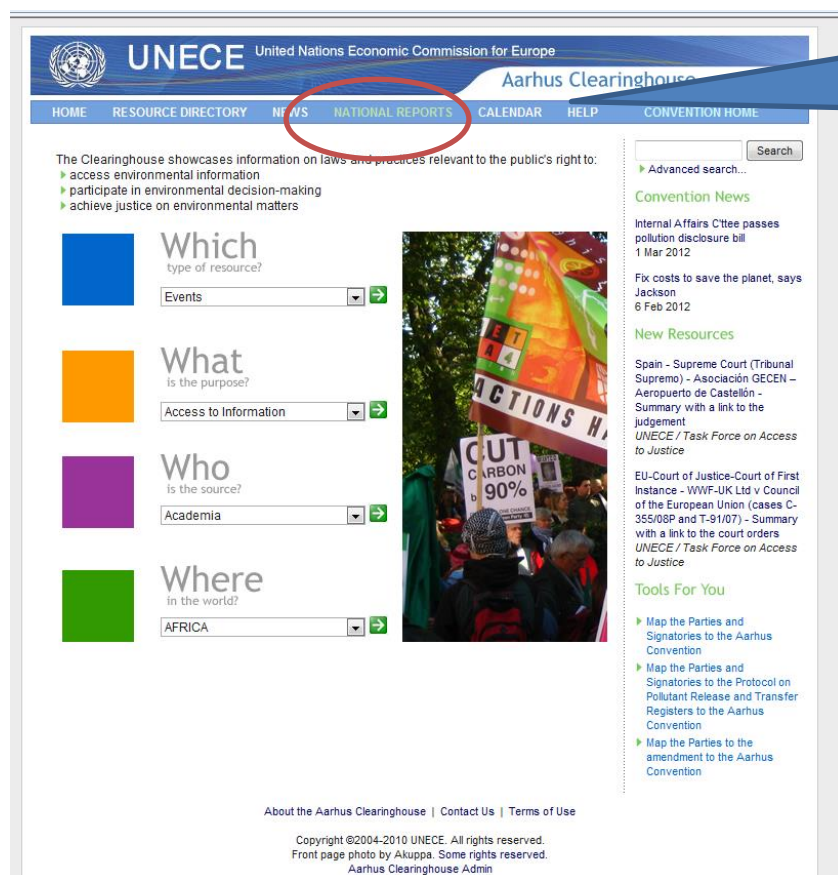 UNECE United Nations Economic Commission for Europe
Aarhus Clearinghouse
HOME RESOURCE DIRECTORY NEWS NATIONAL REPORTS CALENDAR HELP CONVENTION HOME
The Clearinghouse showcases information on laws and practices relevant to the public's right to:
access environmental information
participate in environmental decision-making
achieve justice on environmental matters
Which
type of resource?
Events
What
is the purpose?
Access to Information
Who
is the source?
Academia
Where
in the world?
AFRICA
ACTIONS
CUT
CARBON
90%
Search
Advanced search...
Convention News
Internal Affairs C'ttee passes
pollution disclosure bill
1 Mar 2012
Fix costs to save the planet, says
Jackson
6 Feb 2012
New Resources
Spain - Supreme Court (Tribunal
Supremo) - Asociación GECEN –
Aeropuerto de Castellón -
Summary with a link to the
judgement
UNECE / Task Force on Access
to Justice
EU-Court of Justice-Court of First
Instance - WWF-UK Ltd v Council
of the European Union (cases C-
355/08P and T-91/07) - Summary
with a link to the court orders
UNECE / Task Force on Access
to Justice
Tools For You
Map the Parties and
Signatories to the Aarhus
Convention
Map the Parties and
Signatories to the Protocol on
Pollutant Release and Transfer
Registers to the Aarhus
Convention
Map the Parties to the
amendment to the Aarhus
Convention
About the Aarhus Clearinghouse | Contact Us | Terms of Use
Copyright ©2004-2010 UNECE. All rights reserved.
Front page photo by Akuppa. Some rights reserved.
Aarhus Clearinghouse Admin